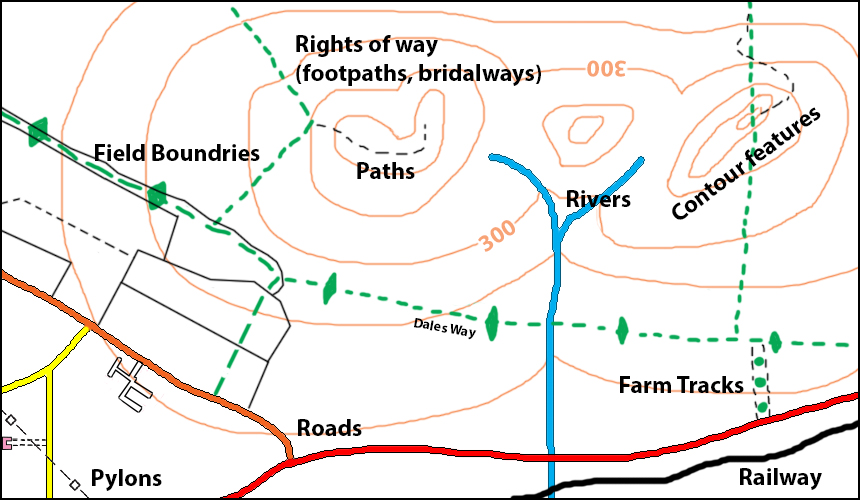 Rights of way
(footpaths, bridalways)
300
Field Boundries
Contour features
Paths
Rivers
300
Dales Way
Farm Tracks
Roads
Pylons
Railway